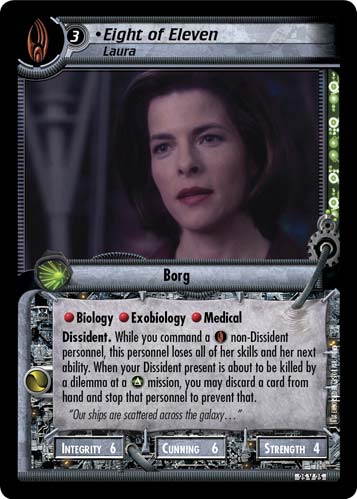 3 •Eight of Eleven
Laura
Borg
Biology Exobiology Medical
Dissident. While you command a non-Dissident
personnel, this personnel loses all of her skills and her next
ability. When your Dissident present is about to be killed by
a dilemma at a mission, you may discard a card from
hand and stop that personnel to prevent that.
"Our ships are scattered across the galaxy…"
INTEGRITY 6 CUNNING 6 STRENGTH 4
25 V 25